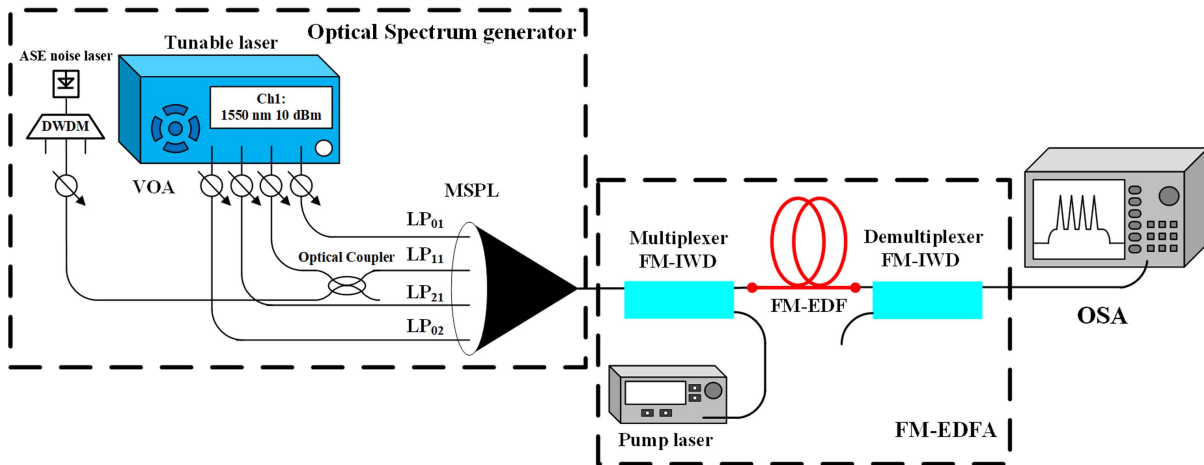 Optical Spectrum generator
Tunable laser
ASE noise laser
Ch1:
1550 nm 10 dBm
DWDM
VOA
MSPL
LP₀₁
LP₁₁
Optical Coupler
LP₂₁
LP₀₂
Multiplexer
FM-IWD
FM-EDF
Demultiplexer
FM-IWD
OSA
Pump laser
FM-EDFA